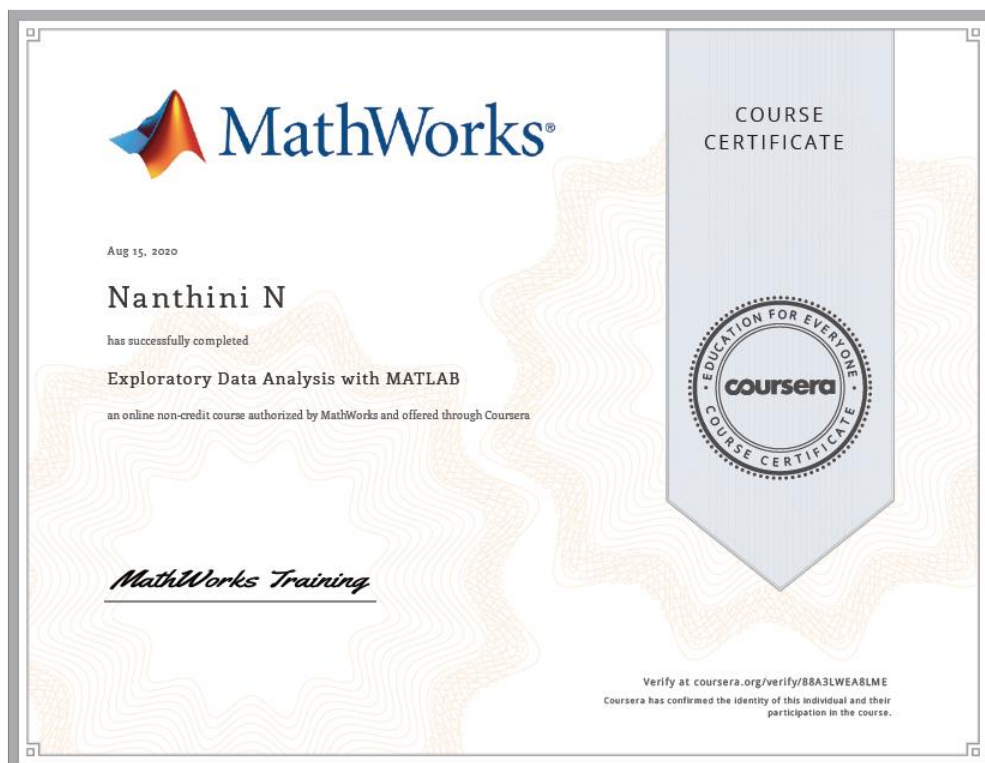 MathWorks®
COURSE
CERTIFICATE
Aug 15, 2020
Nanthini N
has successfully completed
Exploratory Data Analysis with MATLAB
an online non-credit course authorized by MathWorks and offered through Coursera
EDUCATION FOR EVERYONE
coursera
COURSE CERTIFICATE
MathWorks Training
Verify at coursera.org/verify/88A3LWEA8LME
Coursera has confirmed the identity of this individual and their
participation in the course.